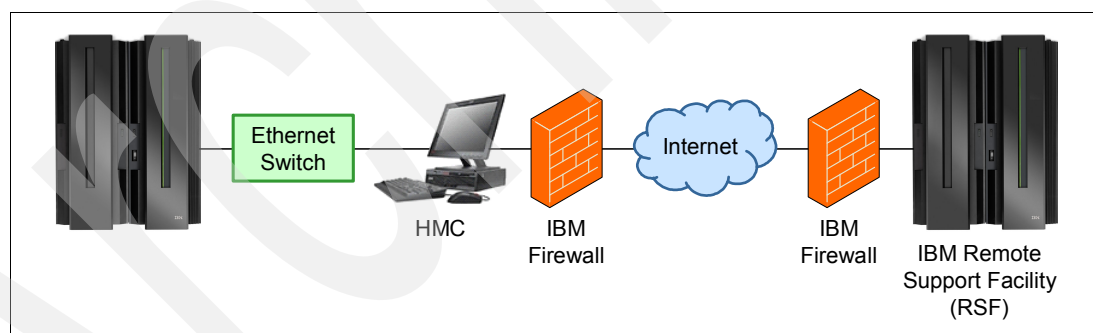 Ethernet
Switch
HMC
IBM
Firewall
Internet
IBM
Firewall
IBM Remote
Support Facility
(RSF)